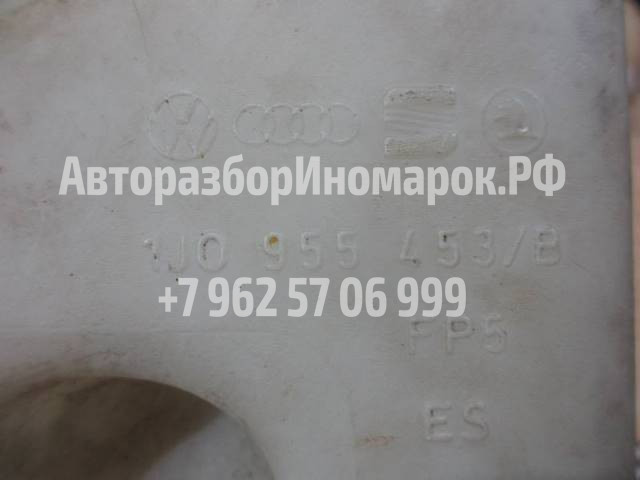 АвторазборИномарок.РФ
1J0 955 453/B
+7 962 57 06 999
FP5
ES